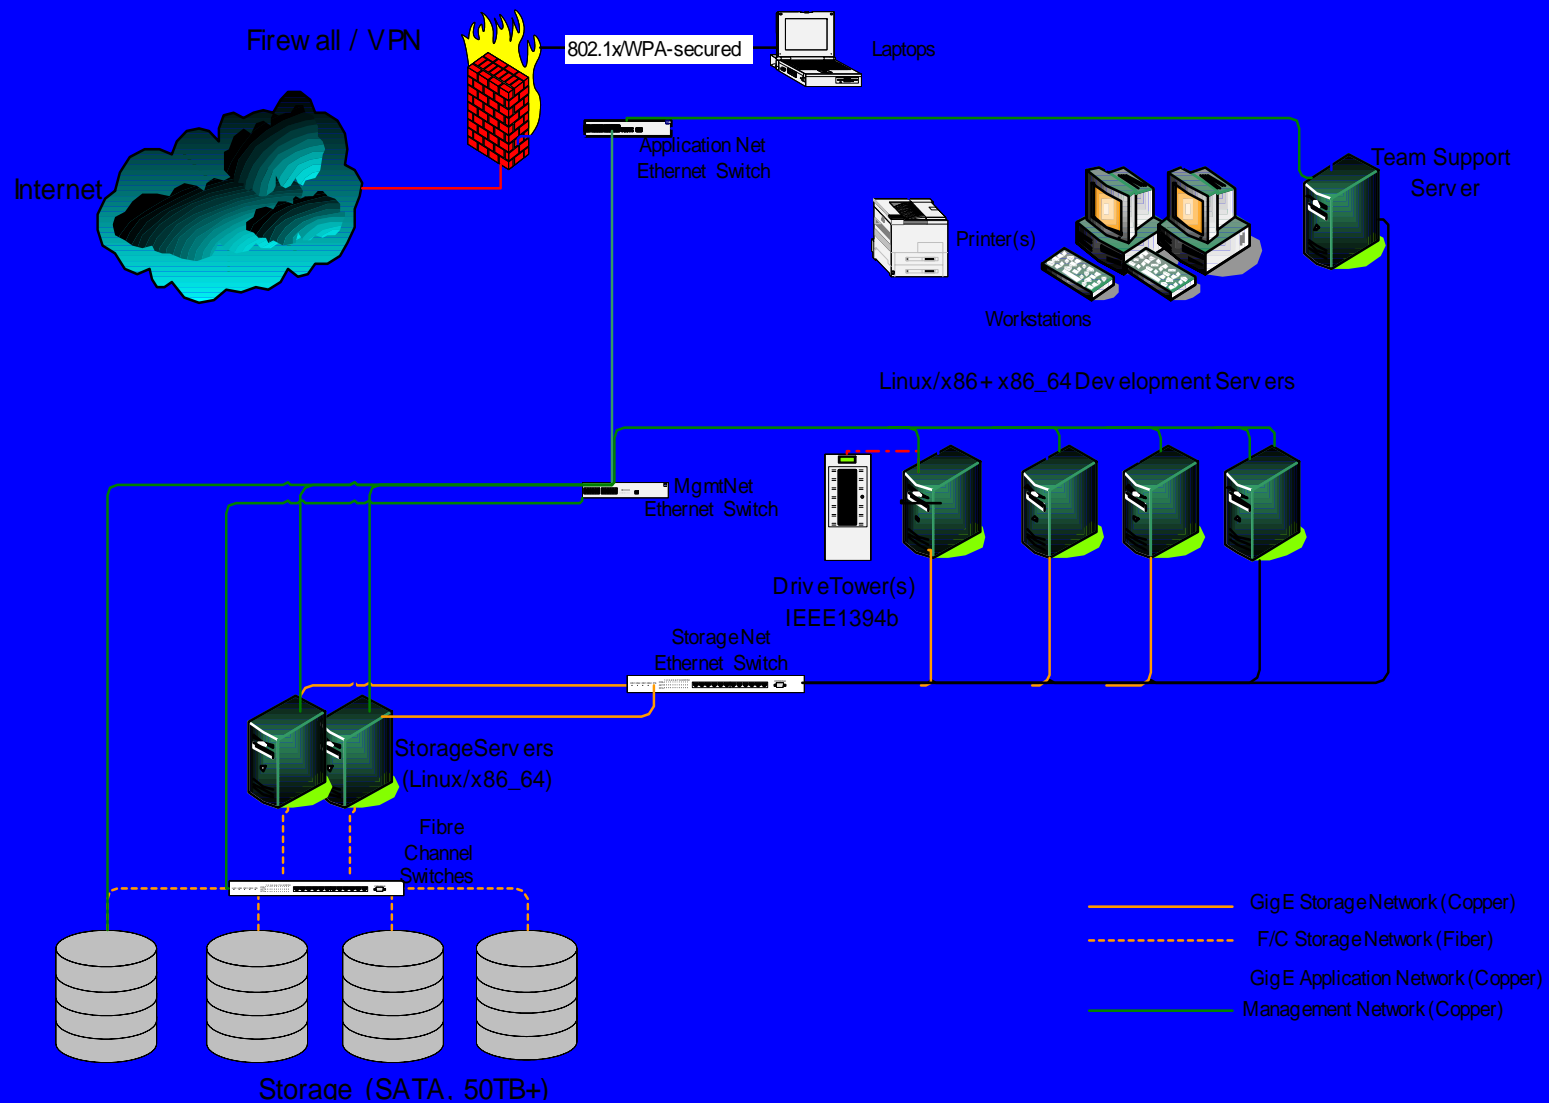 Firewall / VPN
802.1x/WPA-secured
Laptops
Internet
Application Net
Ethernet Switch
Team Support
Server
Printer(s)
Workstations
Linux/x86 + x86_64 Development Servers
MgmtNet
Ethernet Switch
DriveTower(s)
IEEE1394b
StorageNet
Ethernet Switch
StorageServers
(Linux/x86_64)
Fibre
Channel
Switches
GigE Storage Network (Copper)
F/C Storage Network (Fiber)
GigE Application Network (Copper)
Management Network (Copper)
Storage (SATA, 50TB+)